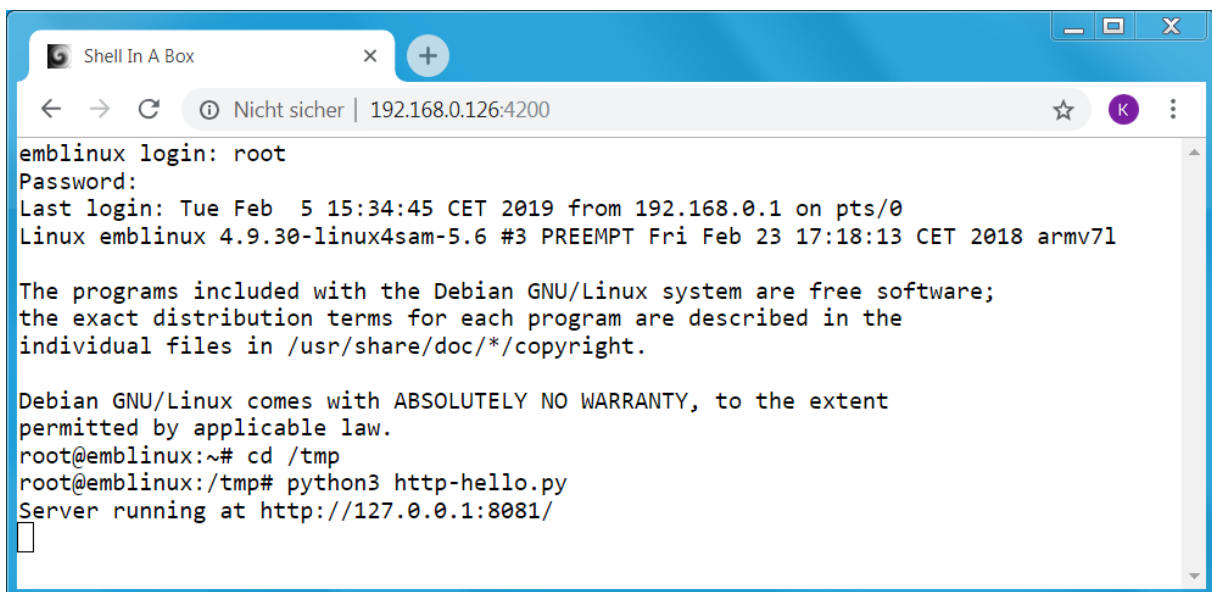 Shell In A Box
Nicht sicher | 192.168.0.126:4200
K
emblinux login: root
Password:
Last login: Tue Feb  5 15:34:45 CET 2019 from 192.168.0.1 on pts/0
Linux emblinux 4.9.30-linux4sam-5.6 #3 PREEMPT Fri Feb 23 17:18:13 CET 2018 armv7l
The programs included with the Debian GNU/Linux system are free software;
the exact distribution terms for each program are described in the
individual files in /usr/share/doc/*/copyright.
Debian GNU/Linux comes with ABSOLUTELY NO WARRANTY, to the extent
permitted by applicable law.
root@emblinux:~# cd /tmp
root@emblinux:/tmp# python3 http-hello.py
Server running at http://127.0.0.1:8081/